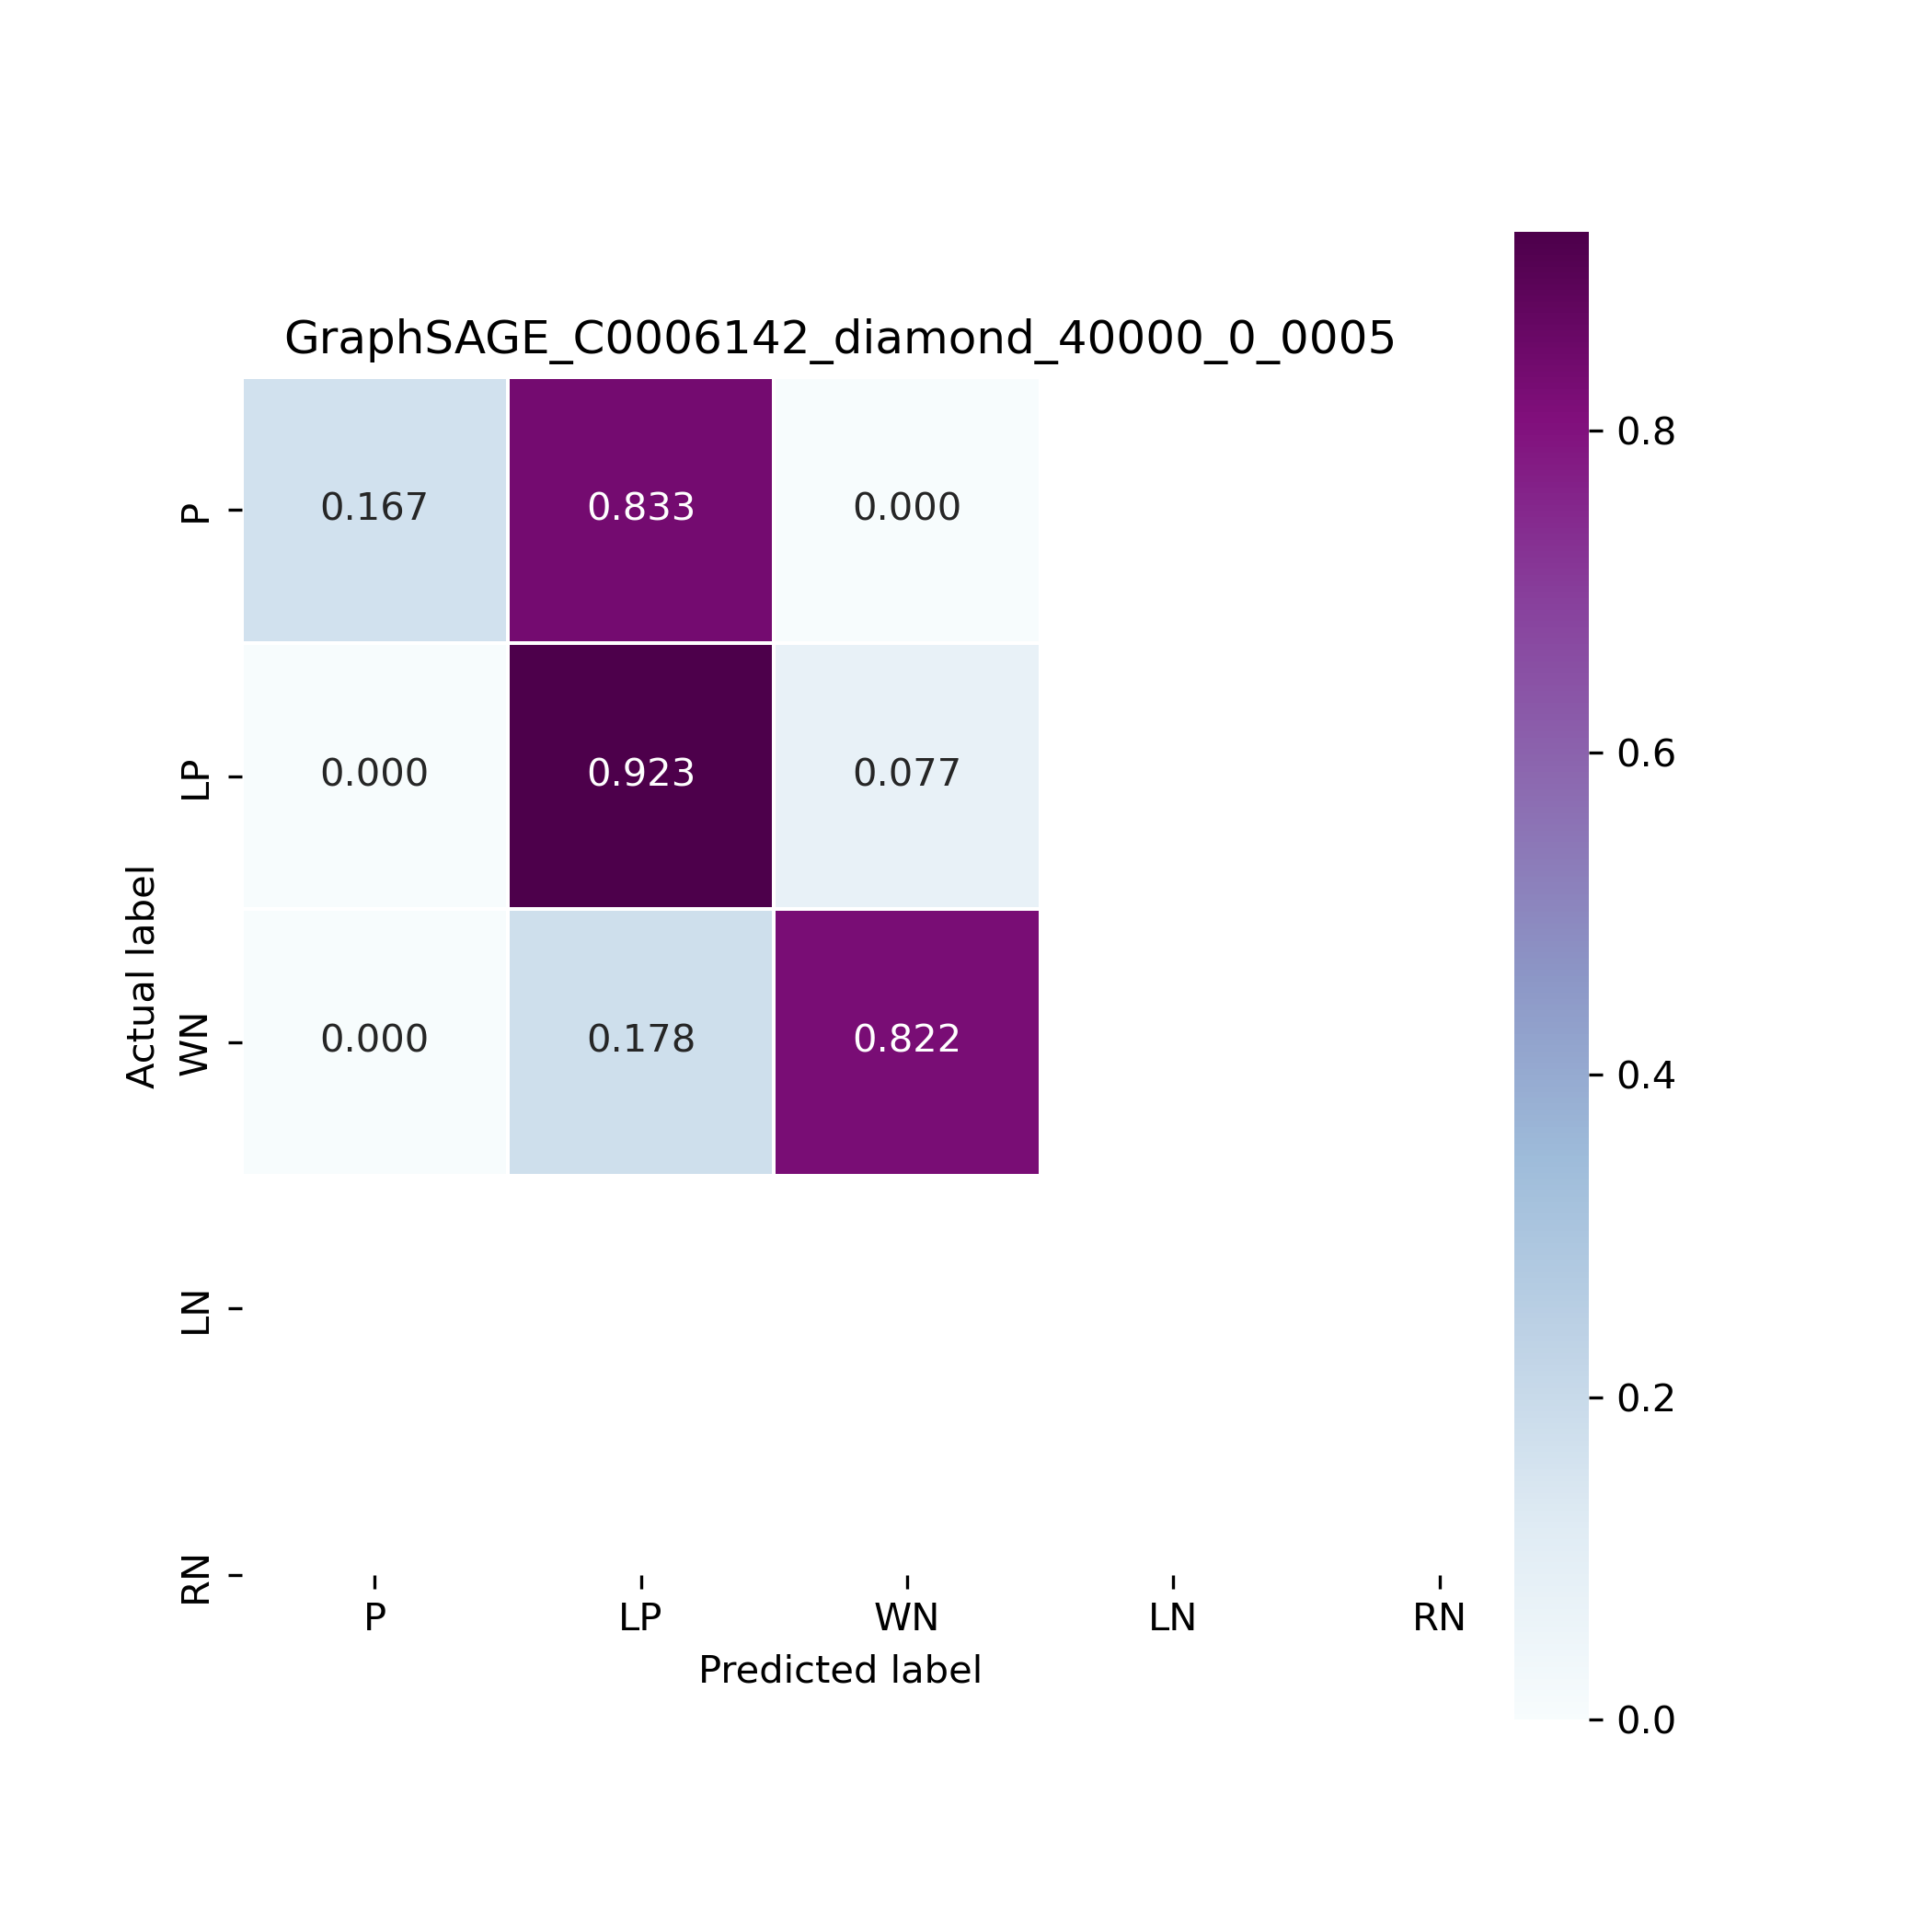 GraphSAGE_C0006142_diamond_40000_0_0005
P 0.167 0.833 0.000
LP 0.000 0.923 0.077
WN 0.000 0.178 0.822
LN
RN
Actual label
P LP WN LN RN
Predicted label
0.8
0.6
0.4
0.2
0.0